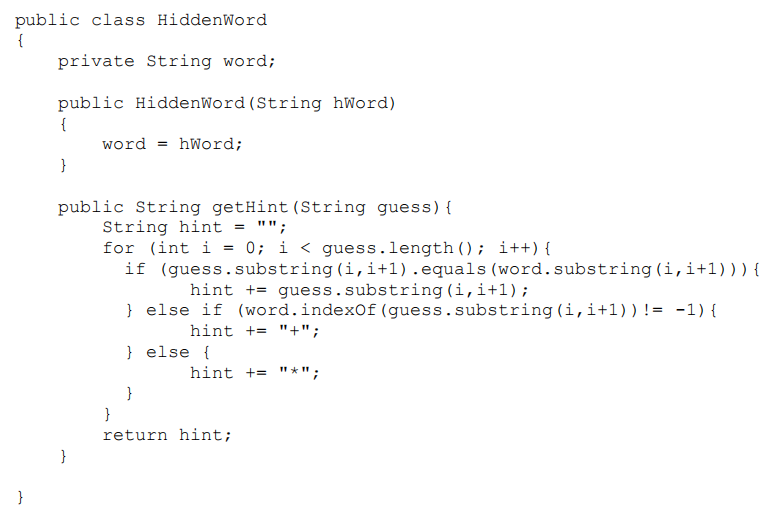 public class HiddenWord
{
    private String word;

    public HiddenWord(String hWord)
    {
        word = hWord;
    }

    public String getHint(String guess){
        String hint = "";
        for (int i = 0; i < guess.length(); i++){
          if (guess.substring(i,i+1).equals(word.substring(i,i+1))){
                hint += guess.substring(i,i+1);
          } else if (word.indexOf(guess.substring(i,i+1))!= -1){
                hint += "+";
          } else {
                hint += "*";
          }
        }
        return hint;
    }

}